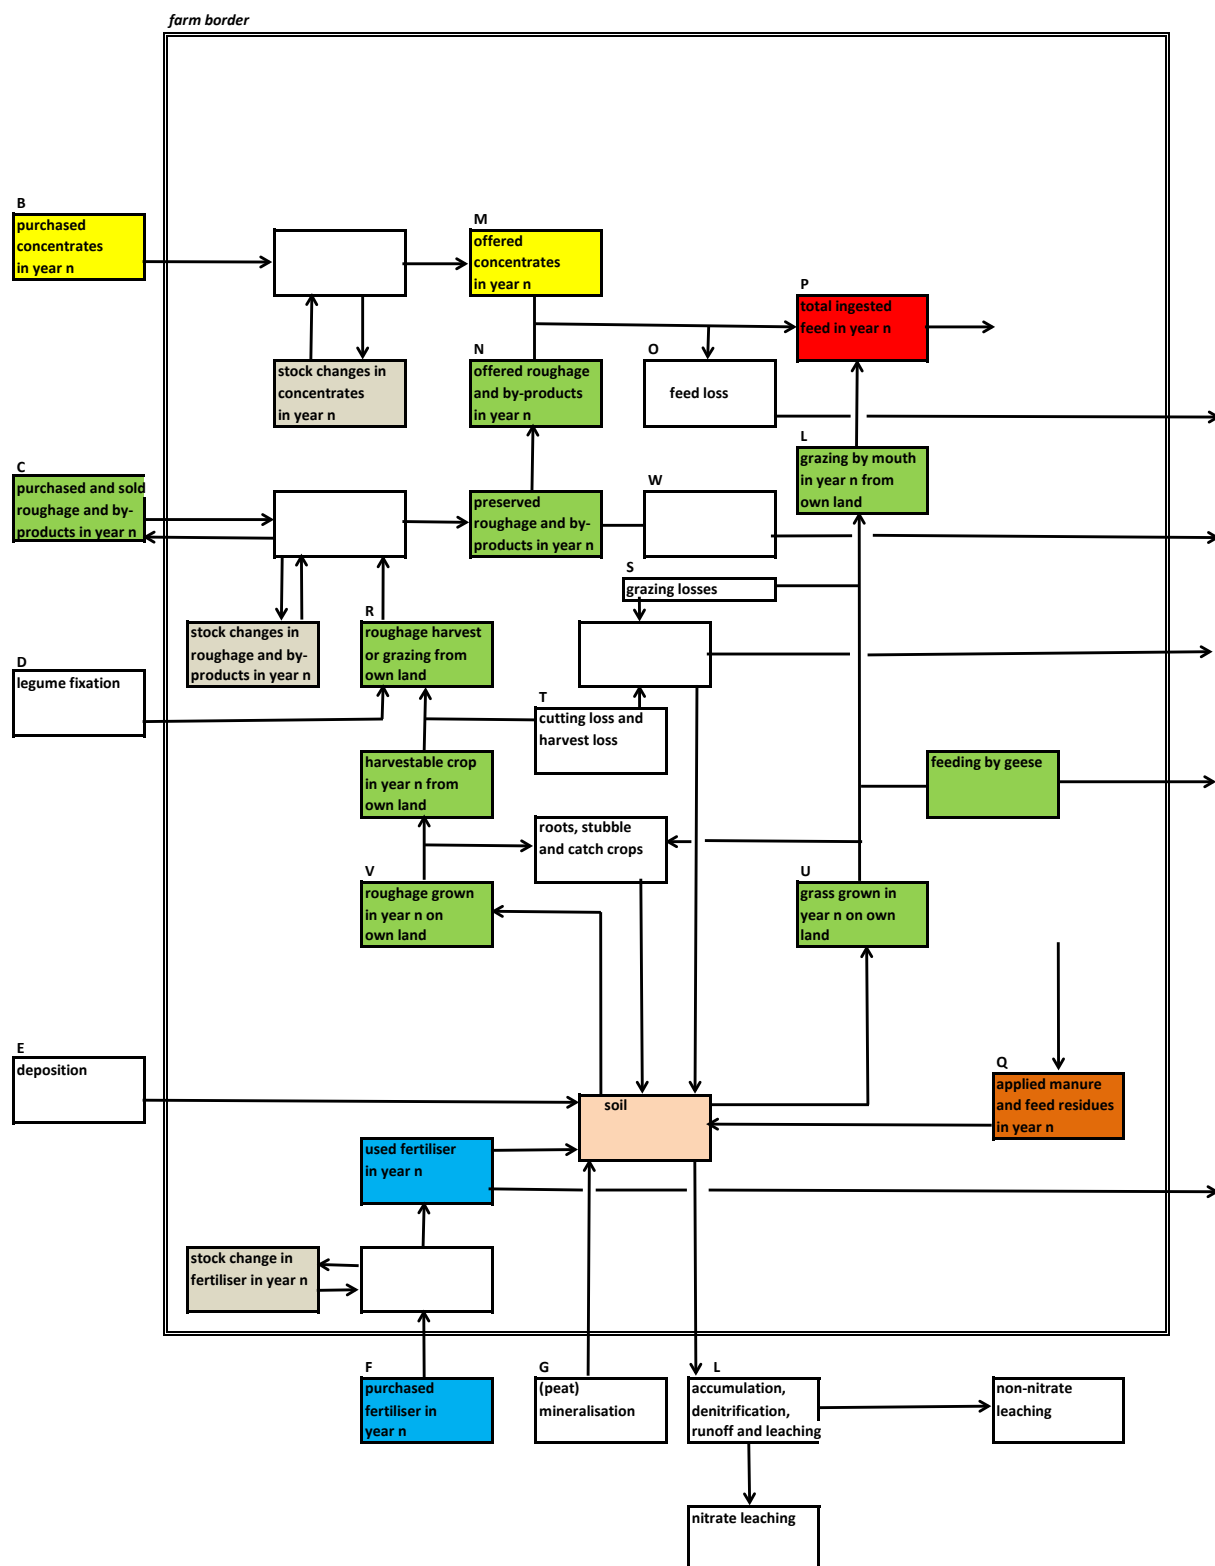 farm border
B
purchased
concentrates
in year n
M
offered
concentrates
in year n
P
total ingested
feed in year n
stock changes in
concentrates
in year n
N
offered roughage
and by-products
in year n
O
feed loss
L
grazing by mouth
in year n from
own land
C
purchased and sold
roughage and by-
products in year n
preserved
roughage and by-
products in year n
W
S
grazing losses
stock changes in
roughage and by-
products in year n
R
roughage harvest
or grazing from
own land
D
legume fixation
T
cutting loss and
harvest loss
harvestable crop
in year n from
own land
feeding by geese
roots, stubble
and catch crops
V
roughage grown
in year n on
own land
U
grass grown in
year n on own
land
E
deposition
soil
Q
applied manure
and feed residues
in year n
used fertiliser
in year n
stock change in
fertiliser in year n
F
purchased
fertiliser in
year n
G
(peat)
mineralisation
L
accumulation,
denitrification,
runoff and leaching
non-nitrate
leaching
nitrate leaching